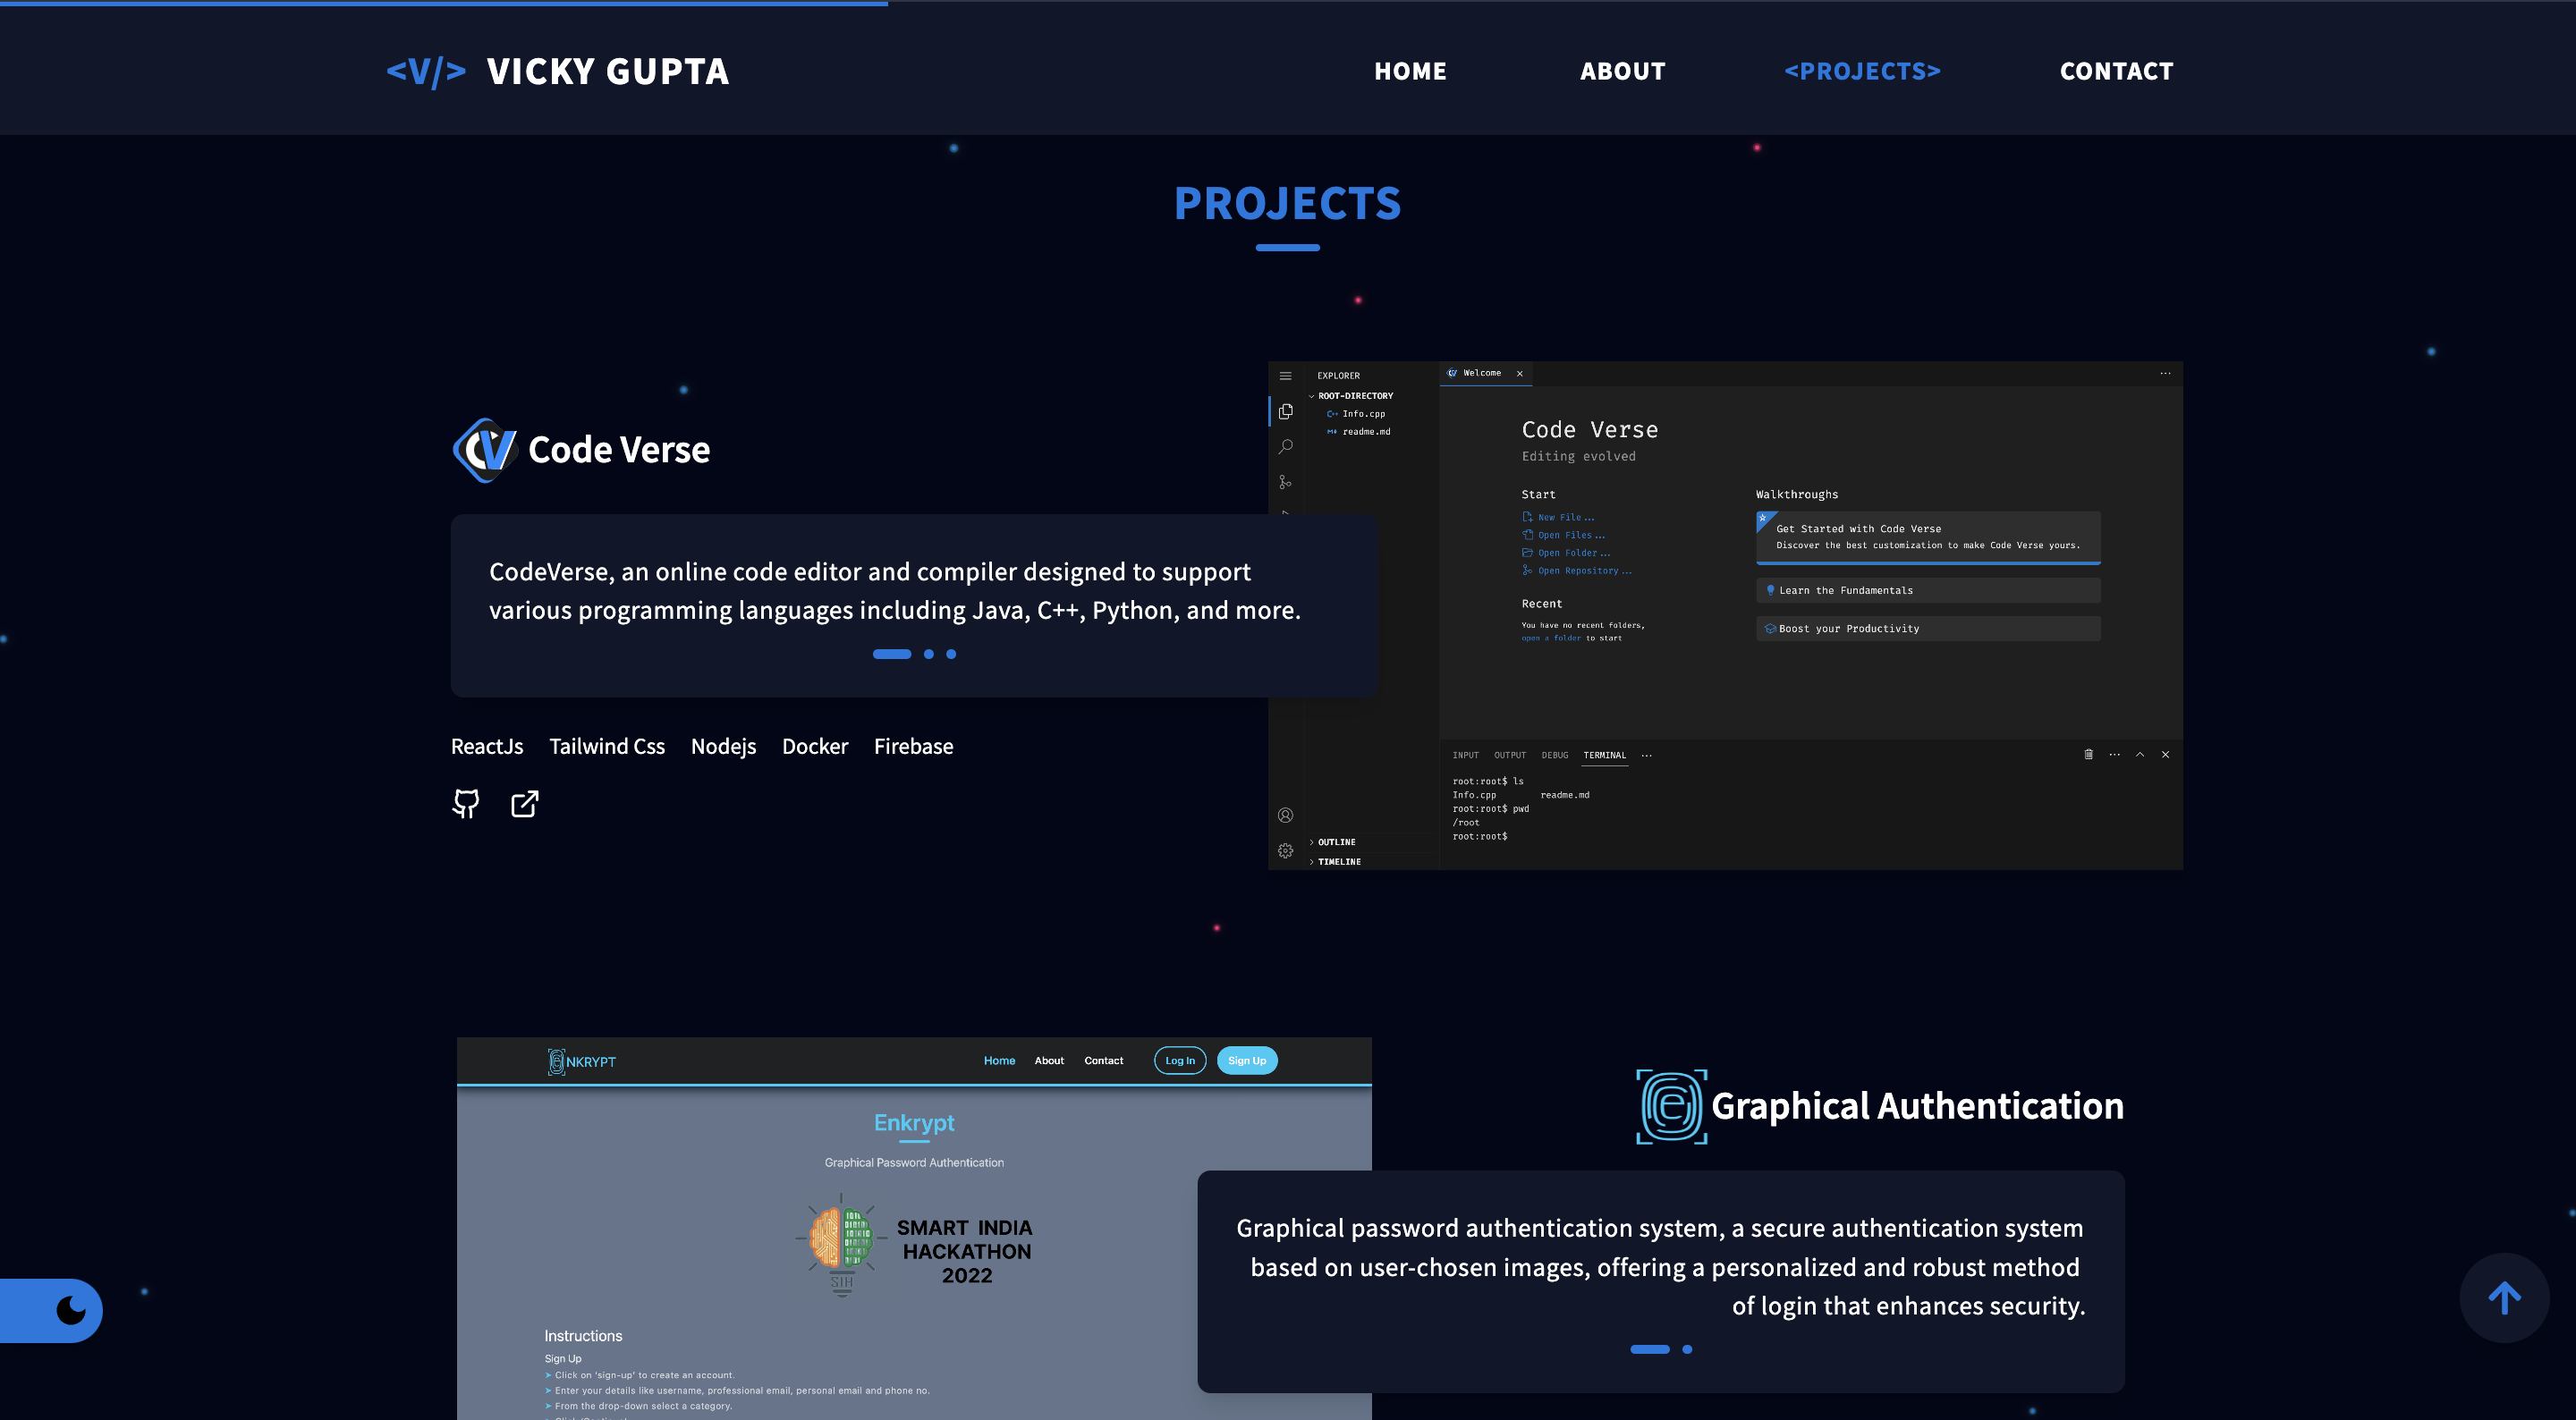 <V/> VICKY GUPTA
HOME
ABOUT
<PROJECTS>
CONTACT
PROJECTS
CV Code Verse
CodeVerse, an online code editor and compiler designed to support
various programming languages including Java, C++, Python, and more.
ReactJs Tailwind Css Nodejs Docker Firebase
EXPLORER
ROOT-DIRECTORY
C++ Info.cpp
readme.md
Welcome
Code Verse
Editing evolved
Start
New File...
Open Files...
Open Folder...
Open Repository...
Recent
You have no recent folders,
open a folder to start
Walkthroughs
Get Started with Code Verse
Discover the best customization to make Code Verse yours.
Learn the Fundamentals
Boost your Productivity
INPUT OUTPUT DEBUG TERMINAL
root:root$ ls
Info.cpp readme.md
root:root$ pwd
/root
root:root$
OUTLINE
TIMELINE
NKRYPT
Home About Contact Log In Sign Up
Enkrypt
Graphical Password Authentication
SIH
SMART INDIA
HACKATHON
2022
Instructions
Sign Up
➤ Click on 'sign-up' to create an account.
➤ Enter your details like username, professional email, personal email and phone no.
➤ From the drop-down select a category.
e Graphical Authentication
Graphical password authentication system, a secure authentication system
based on user-chosen images, offering a personalized and robust method
of login that enhances security.